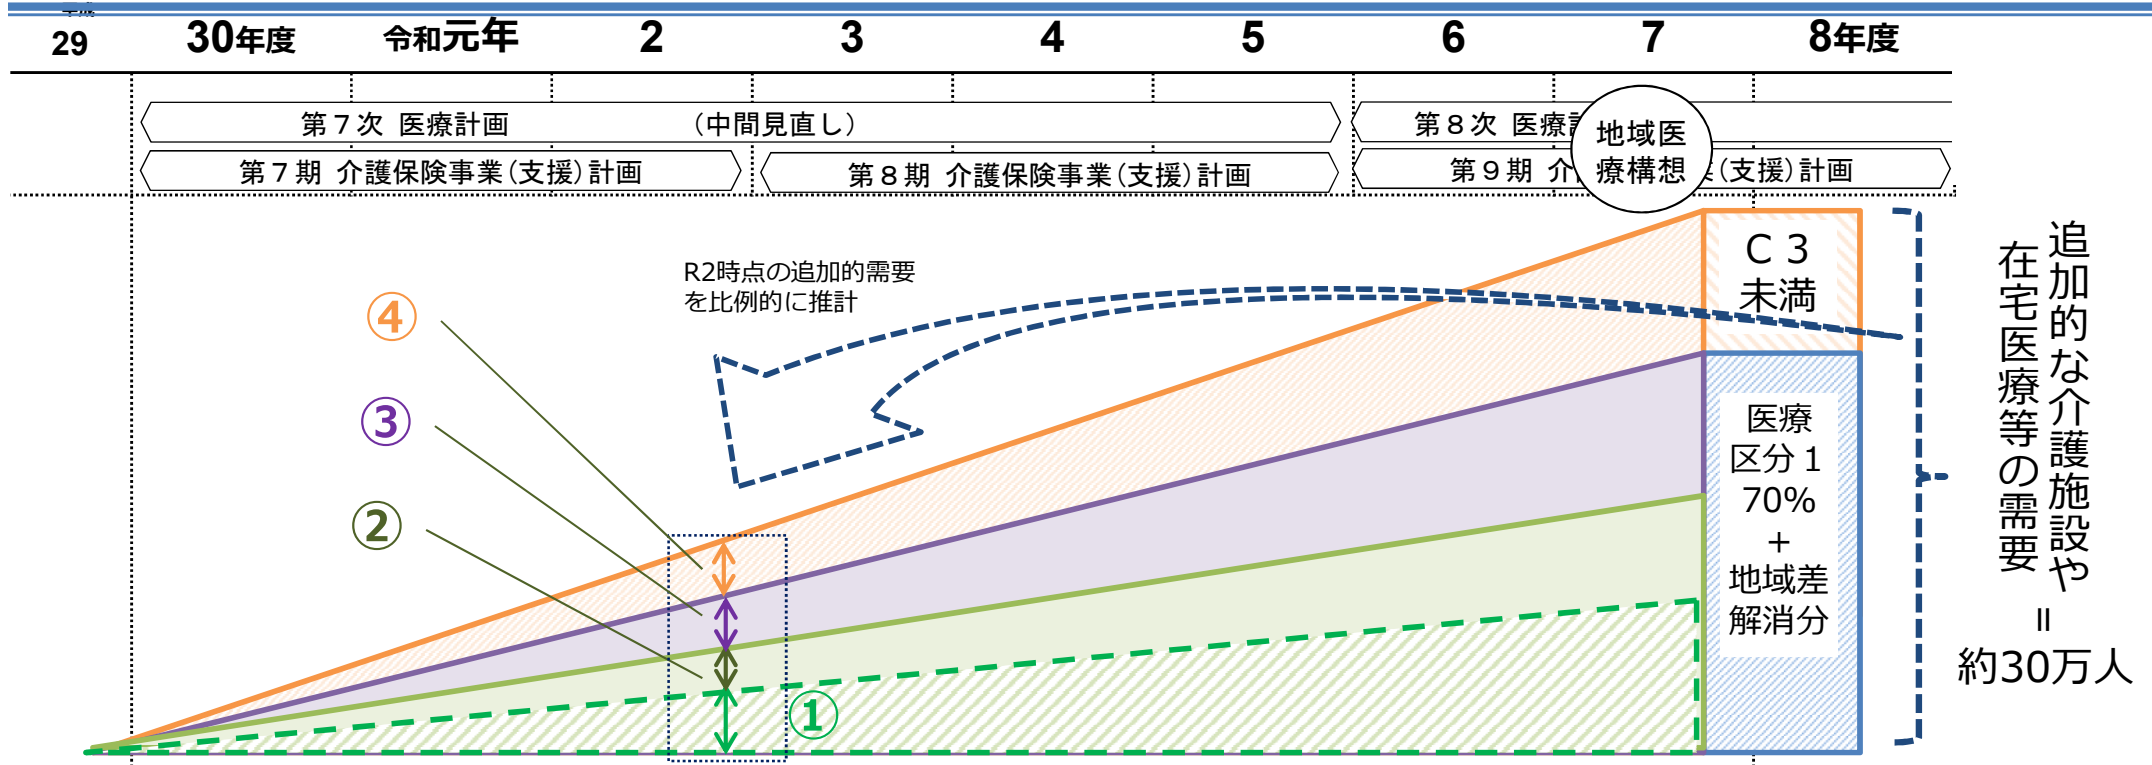 29 30年度 令和元年 2 3 4 5 6 7 8年度
第７次 医療計画 （中間見直し）
第８次 医療
第７期 介護保険事業（支援）計画
第８期 介護保険事業（支援）計画
第９期 介
（支援）計画
地域医
療構想
R2時点の追加的需要
を比例的に推計
④
③
②
①
C３
未満
医療
区分１
70%
+
地域差
解消分
追加的な介護施設や
在宅医療等の需要
＝
約30万人